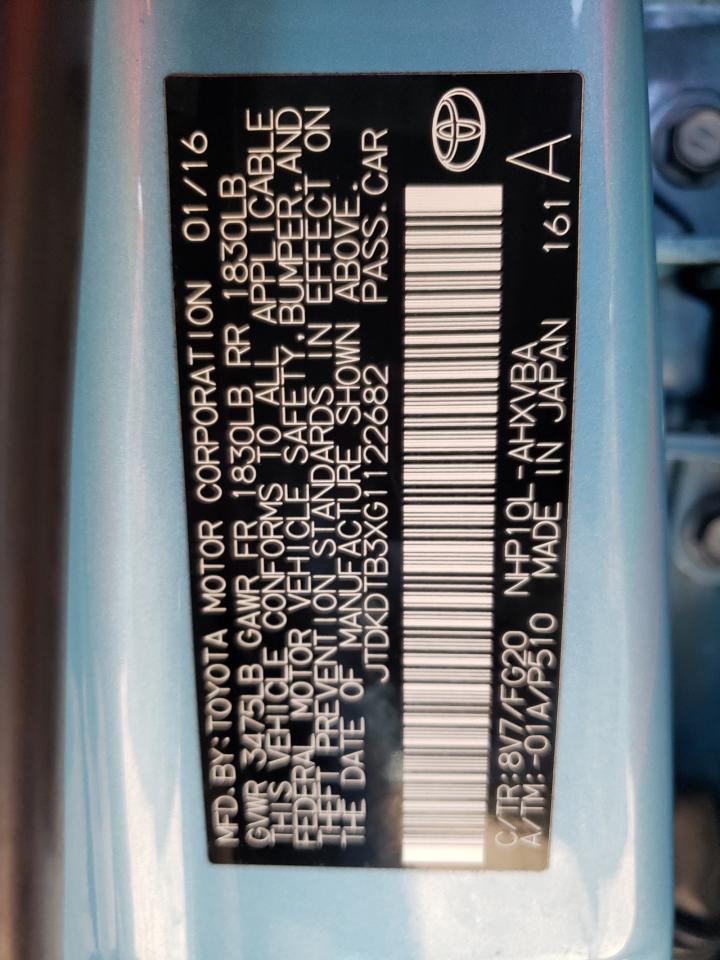 MFD. BY: TOYOTA MOTOR CORPORATION 01/16
GVWR 3475LB GAWR FR 1830LB RR 1830LB
THIS VEHICLE CONFORMS TO ALL APPLICABLE
FEDERAL MOTOR VEHICLE SAFETY, BUMPER, AND
THEFT PREVENTION STANDARDS IN EFFECT ON
THE DATE OF MANUFACTURE SHOWN ABOVE.
JTDKDTB3XG1122682 PASS. CAR
C/TR: 8V7/FG20 NHP10L-AHXVBA
A/TM: -01A/P510 MADE IN JAPAN 161 A